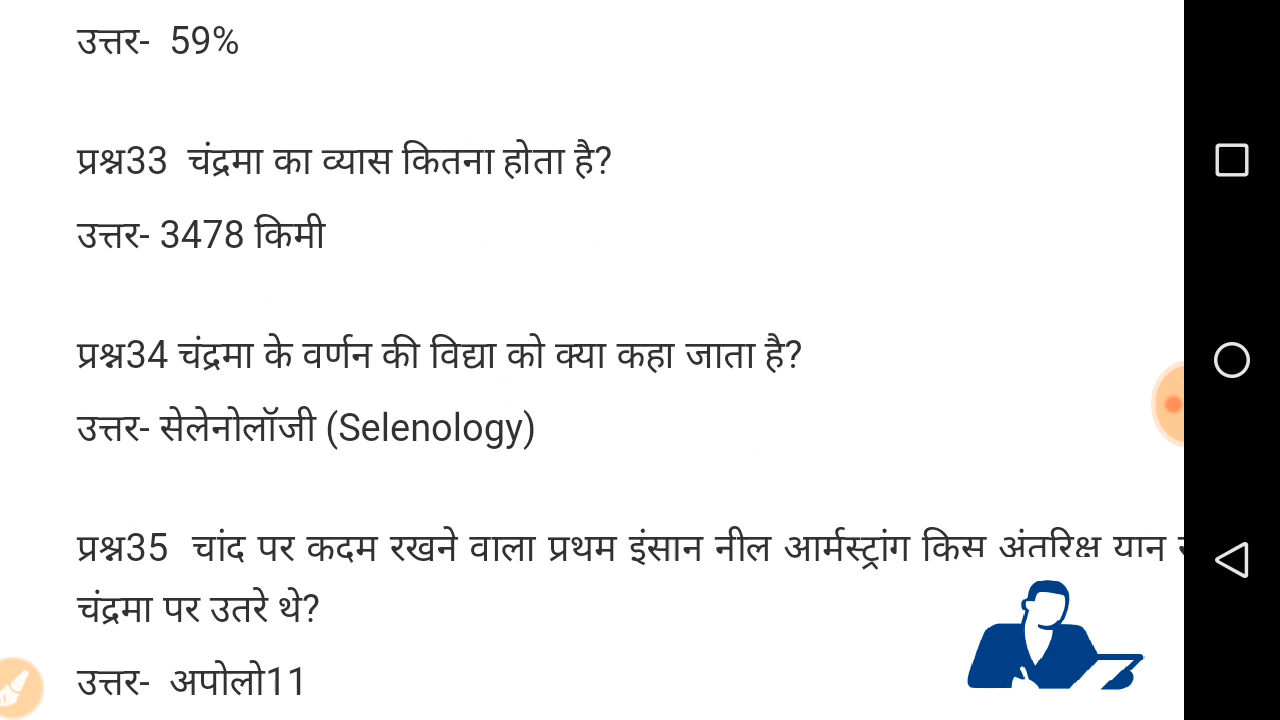 उत्तर- 59%
प्रश्न33 चंद्रमा का व्यास कितना होता है?
उत्तर- 3478 किमी
प्रश्न34 चंद्रमा के वर्णन की विद्या को क्या कहा जाता है?
उत्तर- सेलेनोलॉजी (Selenology)
प्रश्न35 चांद पर कदम रखने वाला प्रथम इंसान नील आर्मस्ट्रांग किस अंतरिक्ष यान
चंद्रमा पर उतरे थे?
उत्तर- अपोलो11